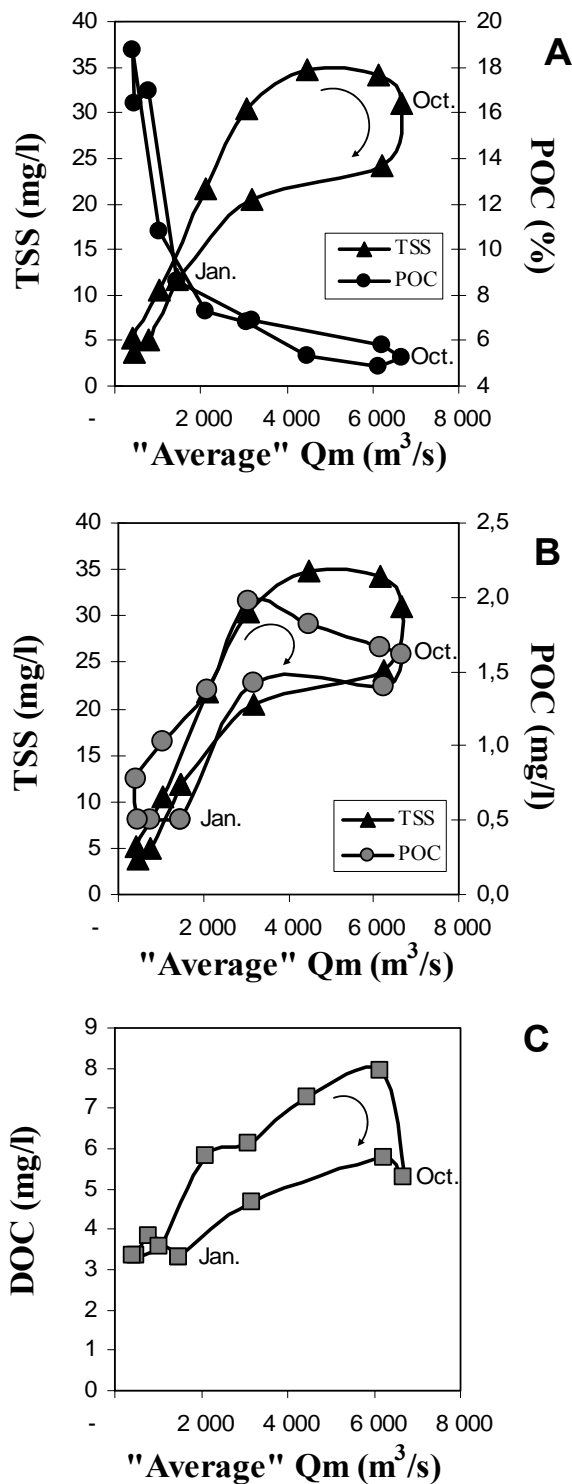 A
TSS (mg/l)
40
35
30
25
20
15
10
5
0
20
18
16
14
12
10
8
6
4
POC (%)
Oct.
TSS
POC
Jan.
Oct.
- 2 000 4 000 6 000 8 000
"Average" Qm (m³/s)
B
TSS (mg/l)
40
35
30
25
20
15
10
5
0
2,5
2,0
1,5
1,0
0,5
0,0
POC (mg/l)
Oct.
Jan.
TSS
POC
- 2 000 4 000 6 000 8 000
"Average" Qm (m³/s)
C
DOC (mg/l)
9
8
7
6
5
4
3
2
1
0
Oct.
Jan.
- 2 000 4 000 6 000 8 000
"Average" Qm (m³/s)